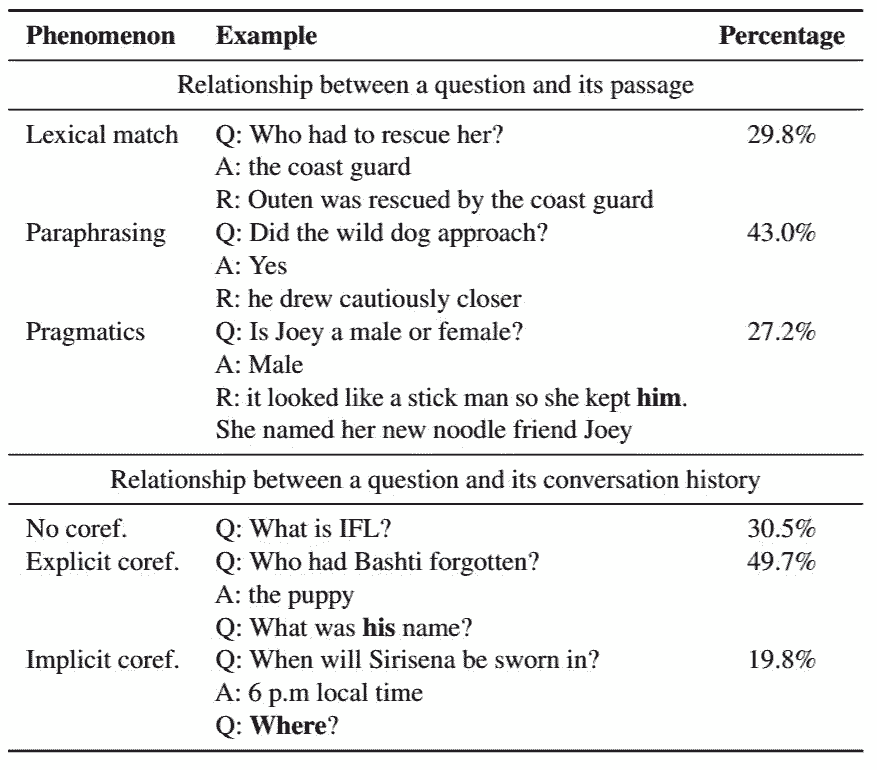 Phenomenon Example Percentage
Relationship between a question and its passage
Lexical match Q: Who had to rescue her? 29.8%
A: the coast guard
R: Outen was rescued by the coast guard
Paraphrasing Q: Did the wild dog approach? 43.0%
A: Yes
R: he drew cautiously closer
Pragmatics Q: Is Joey a male or female? 27.2%
A: Male
R: it looked like a stick man so she kept him.
She named her new noodle friend Joey
Relationship between a question and its conversation history
No coref. Q: What is IFL? 30.5%
Explicit coref. Q: Who had Bashti forgotten? 49.7%
A: the puppy
Q: What was his name?
Implicit coref. Q: When will Sirisena be sworn in? 19.8%
A: 6 p.m local time
Q: Where?